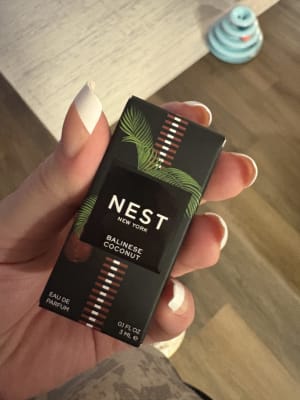 NEST
NEW YORK
BALINESE
COCONUT
EAU DE
PARFUM
0.1 FL OZ
3 ML e